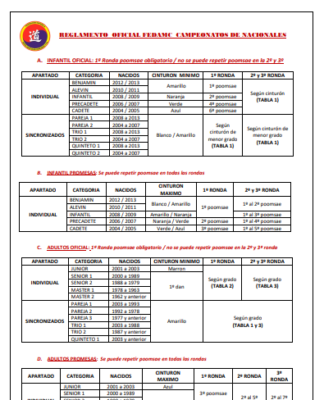 REGLAMENTO OFICIAL FEDAMC CAMPEONATOS DE NACIONALES
A. INFANTIL OFICIAL: 1ª Ronda poomsae obligatorio / no se puede repetir poomsae en la 2ª y 3ª
APARTADO CATEGORIA NACIDOS CINTURON MINIMO 1ª RONDA 2ª y 3ª RONDA
INDIVIDUAL
BENJAMIN 2012 / 2013 Amarillo 1º poomsae Según cinturón (TABLA 1)
ALEVIN 2010 / 2011
INFANTIL 2008 / 2009 Naranja 2º poomsae
PRECADETE 2006 / 2007 Verde 4º poomsae
CADETE 2004 / 2005 Azul 6º poomsae
SINCRONIZADOS
PAREJA 1 2008 a 2013 Blanco / Amarillo Según cinturón de menor grado (TABLA 1) Según cinturón de menor grado (TABLA 1)
PAREJA 2 2004 a 2007
TRIO 1 2008 a 2013
TRIO 2 2004 a 2007
QUINTETO 1 2008 a 2013
QUINTETO 2 2004 a 2007
B. INFANTIL PROMESAS: Se puede repetir poomsae en todas las rondas
APARTADO CATEGORIA NACIDOS CINTURON MAXIMO 1ª RONDA 2ª y 3ª RONDA
INDIVIDUAL
BENJAMIN 2012 / 2013 Blanco / Amarillo 1º poomsae 1º al 2º poomsae
ALEVIN 2010 / 2011
INFANTIL 2008 / 2009 Amarillo / Naranja 1º al 3º poomsae
PRECADETE 2006 / 2007 Naranja / Verde 2º poomsae 1º al 4º poomsae
CADETE 2004 / 2005 Verde / Azul 3º poomsae 1º al 5º poomsae
C. ADULTOS OFICIAL: 1ª Ronda poomsae obligatorio / no se puede repetir poomsae en la 2ª y 3ª ronda
APARTADO CATEGORIA NACIDOS CINTURON MINIMO 1ª RONDA 2ª y 3ª RONDA
INDIVIDUAL
JUNIOR 2001 a 2003 Marron Según grado (TABLA 2) Según grado (TABLA 3)
SENIOR 1 2000 a 1989 1º dan
SENIOR 2 1988 a 1979
MASTER 1 1978 a 1963
MASTER 2 1962 y anterior
SINCRONIZADOS
PAREJA 1 2003 a 1993 Amarillo Según grado (TABLA 1 y 3)
PAREJA 2 1992 a 1978
PAREJA 3 1977 y anterior
TRIO 1 2003 a 1988
TRIO 2 1987 y anterior
QUINTETO 1 2003 y anterior
D. ADULTOS PROMESAS: Se puede repetir poomsae en todas las rondas
APARTADO CATEGORIA NACIDOS CINTURON MAXIMO 1ª RONDA 2ª RONDA 3ª RONDA
JUNIOR 2001 a 2003 Azul 3º poomsae
SENIOR 1 2000 a 1989 2º al 5º 2º al 5º